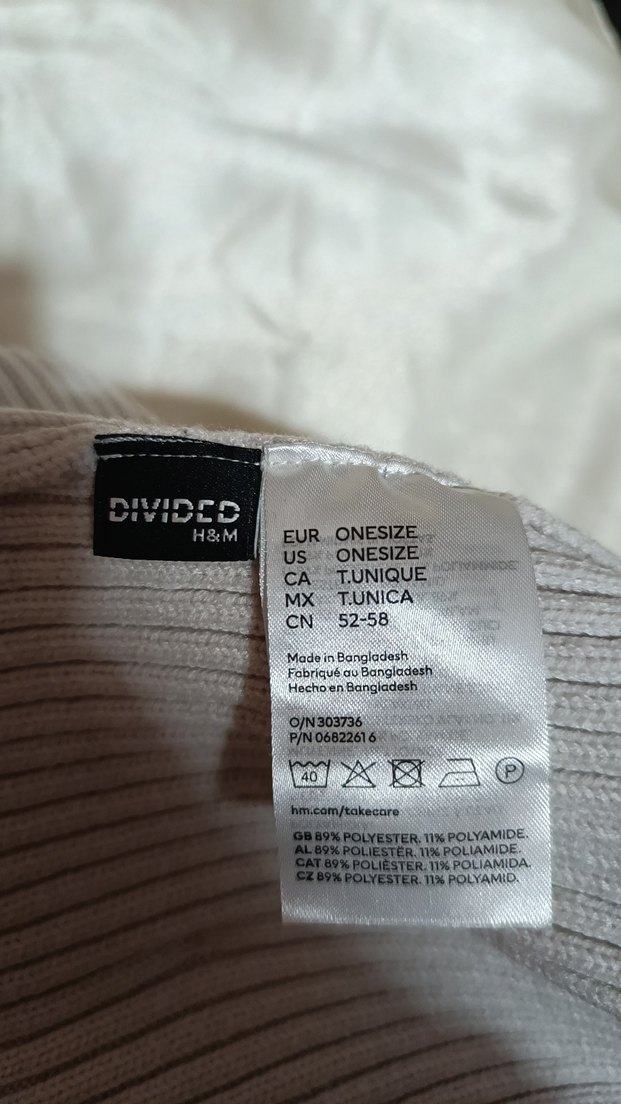 DIVIDED
H&M
EUR ONESIZE
US ONESIZE
CA T.UNIQUE
MX T.UNICA
CN 52-58
Made in Bangladesh
Fabriqué au Bangladesh
Hecho en Bangladesh
O/N 303736
P/N 06822616
40 P
hm.com/takecare
GB 89% POLYESTER. 11% POLYAMIDE.
AL 89% POLIESTËR. 11% POLIAMIDE.
CAT 89% POLIÈSTER. 11% POLIAMIDA.
CZ 89% POLYESTER. 11% POLYAMID.